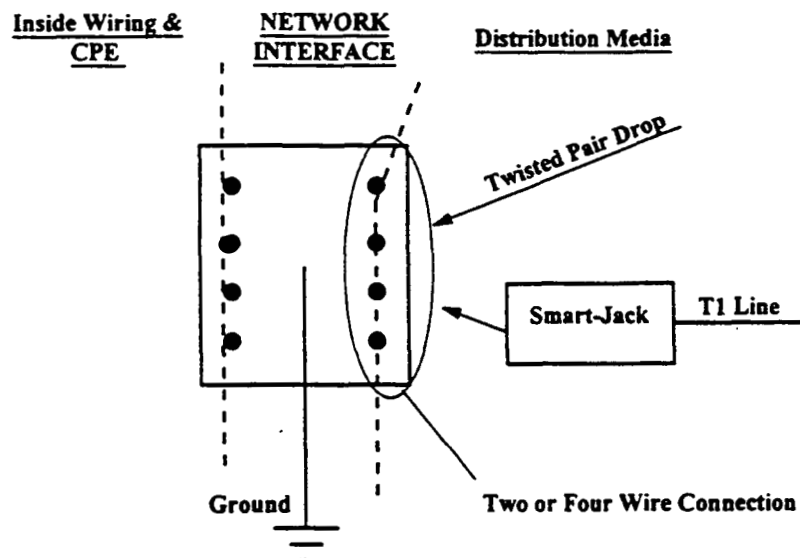 Inside Wiring &
CPE
NETWORK
INTERFACE
Distribution Media
Twisted Pair Drop
Smart-Jack
T1 Line
Ground
Two or Four Wire Connection